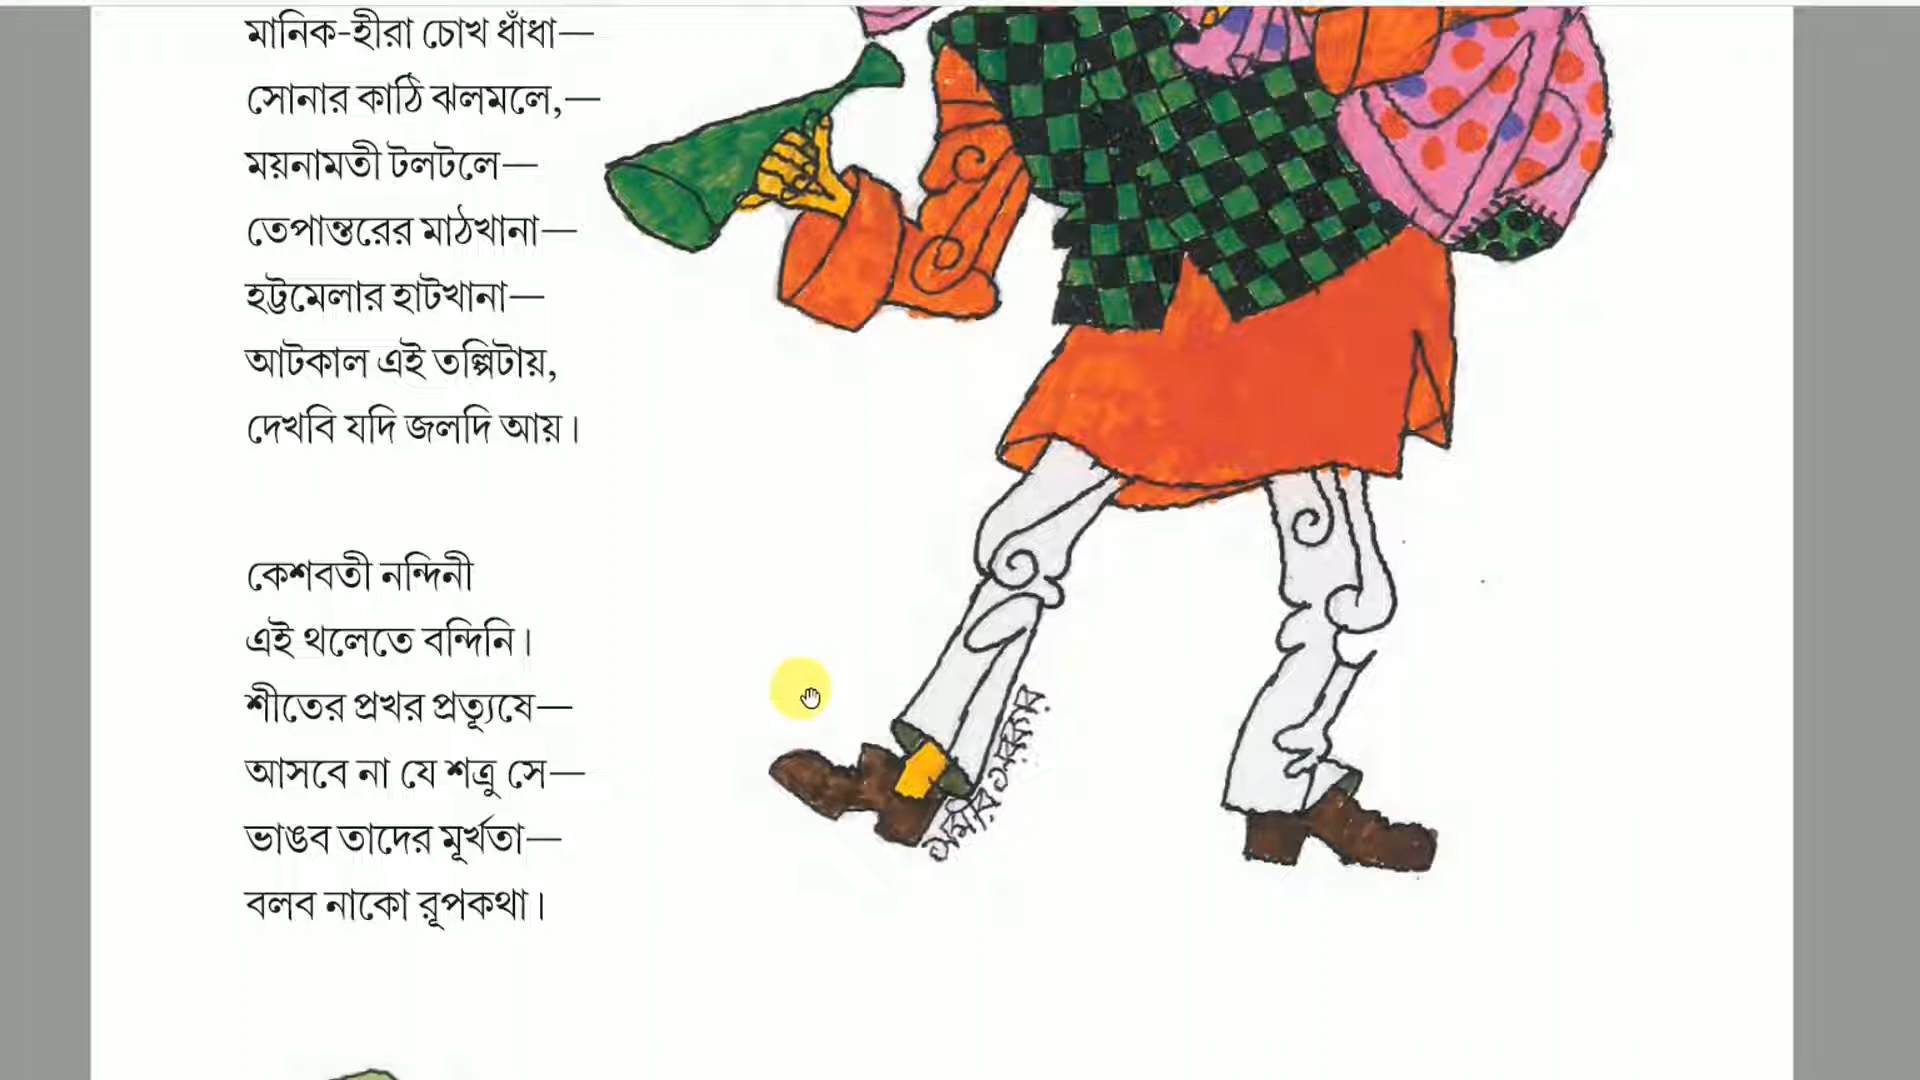 মানিক-হীরা চোখ ধাঁধা—
সোনার কাঠি ঝলমলে,—
ময়নামতী টলটলে—
তেপান্তরের মাঠখানা—
হট্টমেলার হাটখানা—
আটকাল এই তল্পিটায়,
দেখবি যদি জলদি আয়।
কেশবতী নন্দিনী
এই থলেতে বন্দিনি।
শীতের প্রখর প্রত্যূষে—
আসবে না যে শত্রু সে—
ভাঙব তাদের মূর্খতা—
বলব নাকো রূপকথা।